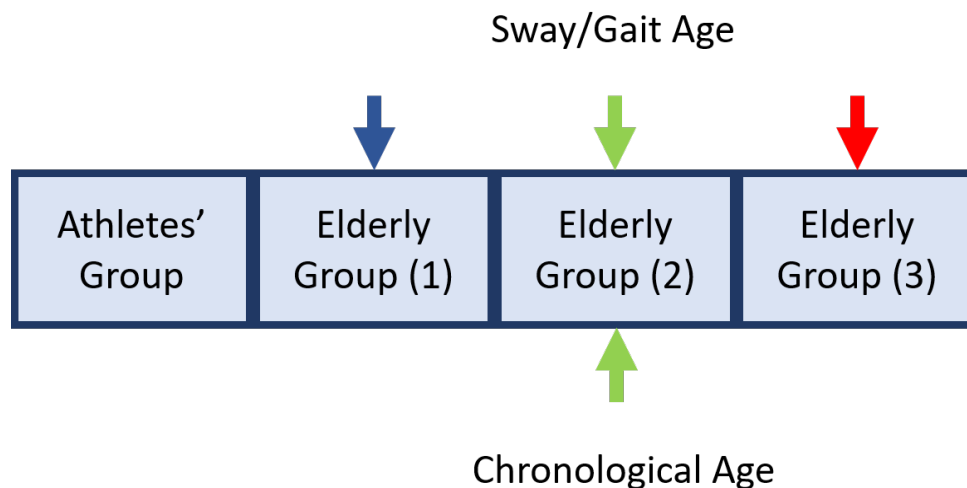 Sway/Gait Age
Athletes’
Group
Elderly
Group (1)
Elderly
Group (2)
Elderly
Group (3)
Chronological Age